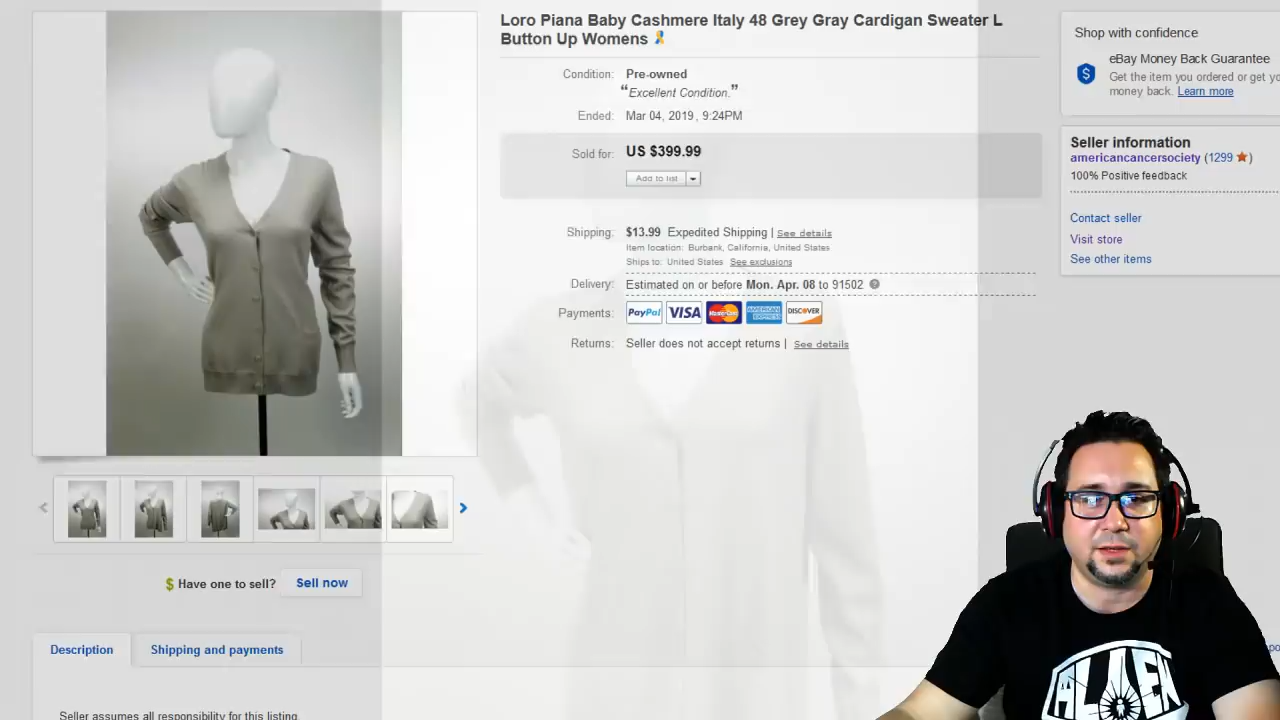 Loro Piana Baby Cashmere Italy 48 Grey Gray Cardigan Sweater L
Button Up Womens
Condition: Pre-owned
“Excellent Condition.”
Ended: Mar 04, 2019 , 9:24PM
Sold for: US $399.99
Add to list
Shipping: $13.99 Expedited Shipping | See details
Item location: Burbank, California, United States
Ships to: United States See exclusions
Delivery: Estimated on or before Mon. Apr. 08 to 91502
Payments: PayPal VISA MasterCard AMERICAN EXPRESS DISCOVER
Returns: Seller does not accept returns | See details
Shop with confidence
eBay Money Back Guarantee
Get the item you ordered or get yo
money back. Learn more
Seller information
americancancersociety (1299 )
100% Positive feedback
Contact seller
Visit store
See other items
$ Have one to sell? Sell now
Description Shipping and payments
Seller assumes all responsibility for this listing.
ALIEN